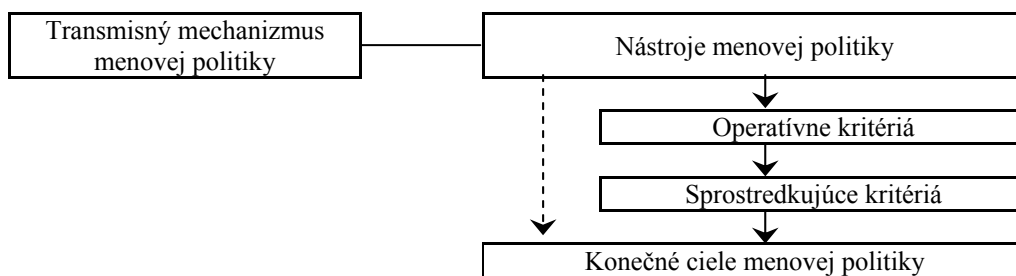 Transmisný mechanizmus
menovej politiky
Nástroje menovej politiky
Operatívne kritériá
Sprostredkujúce kritériá
Konečné ciele menovej politiky